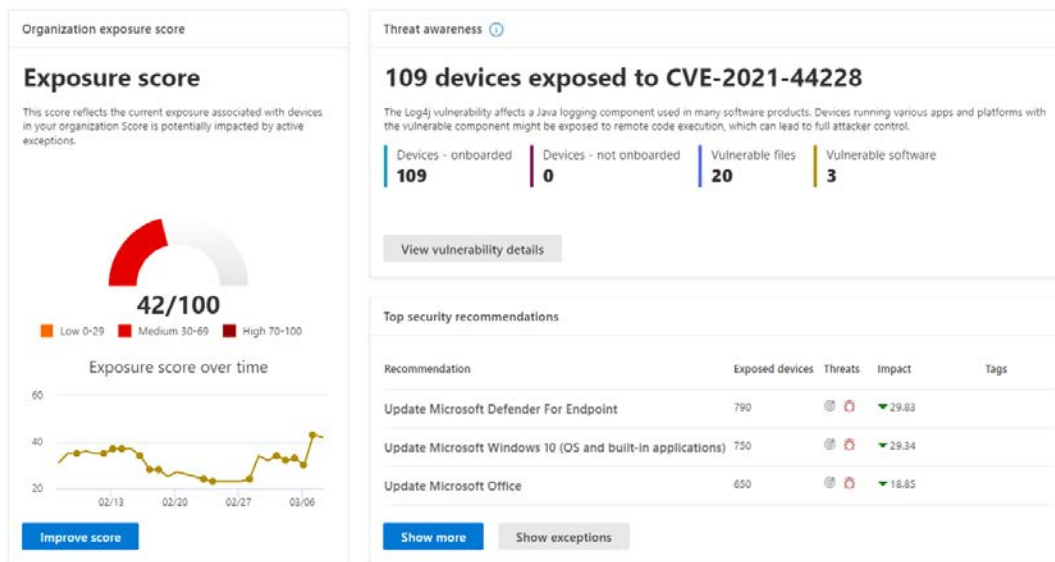 Organization exposure score
Exposure score
This score reflects the current exposure associated with devices
in your organization Score is potentially impacted by active
exceptions.
42/100
Low 0-29 Medium 30-69 High 70-100
Exposure score over time
60
40
20
02/13 02/20 02/27 03/06
Improve score
Threat awareness
109 devices exposed to CVE-2021-44228
The Log4j vulnerability affects a Java logging component used in many software products. Devices running various apps and platforms with
the vulnerable component might be exposed to remote code execution, which can lead to full attacker control.
Devices - onboarded Devices - not onboarded Vulnerable files Vulnerable software
109 0 20 3
View vulnerability details
Top security recommendations
Recommendation Exposed devices Threats Impact Tags
Update Microsoft Defender For Endpoint 790 29.83
Update Microsoft Windows 10 (OS and built-in applications) 750 29.34
Update Microsoft Office 650 18.85
Show more Show exceptions